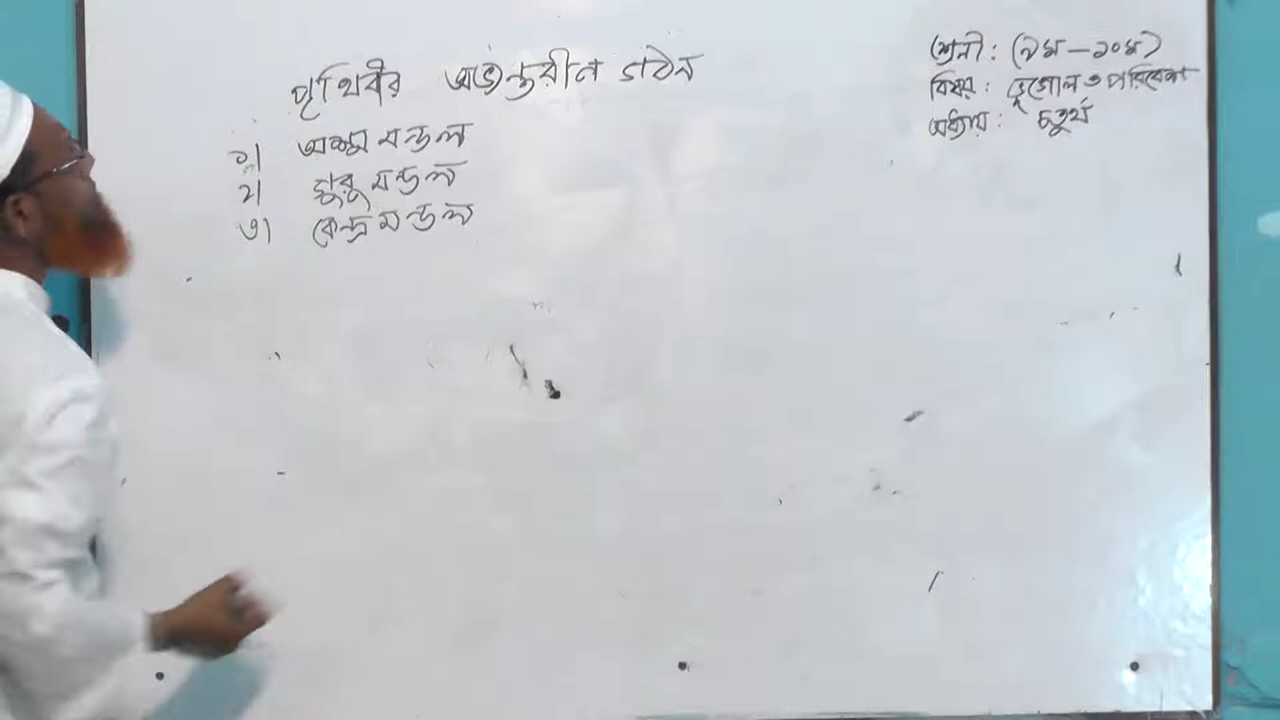 পৃথিবীর অভ্যন্তরীন গঠন
১। অশ্মমন্ডল
২। গুরুমন্ডল
৩। কেন্দ্রমন্ডল
শ্রেনী: (৯ম – ১০ম)
বিষয়: ভূগোল ও পরিবেশ
অধ্যায়: চতুর্থ